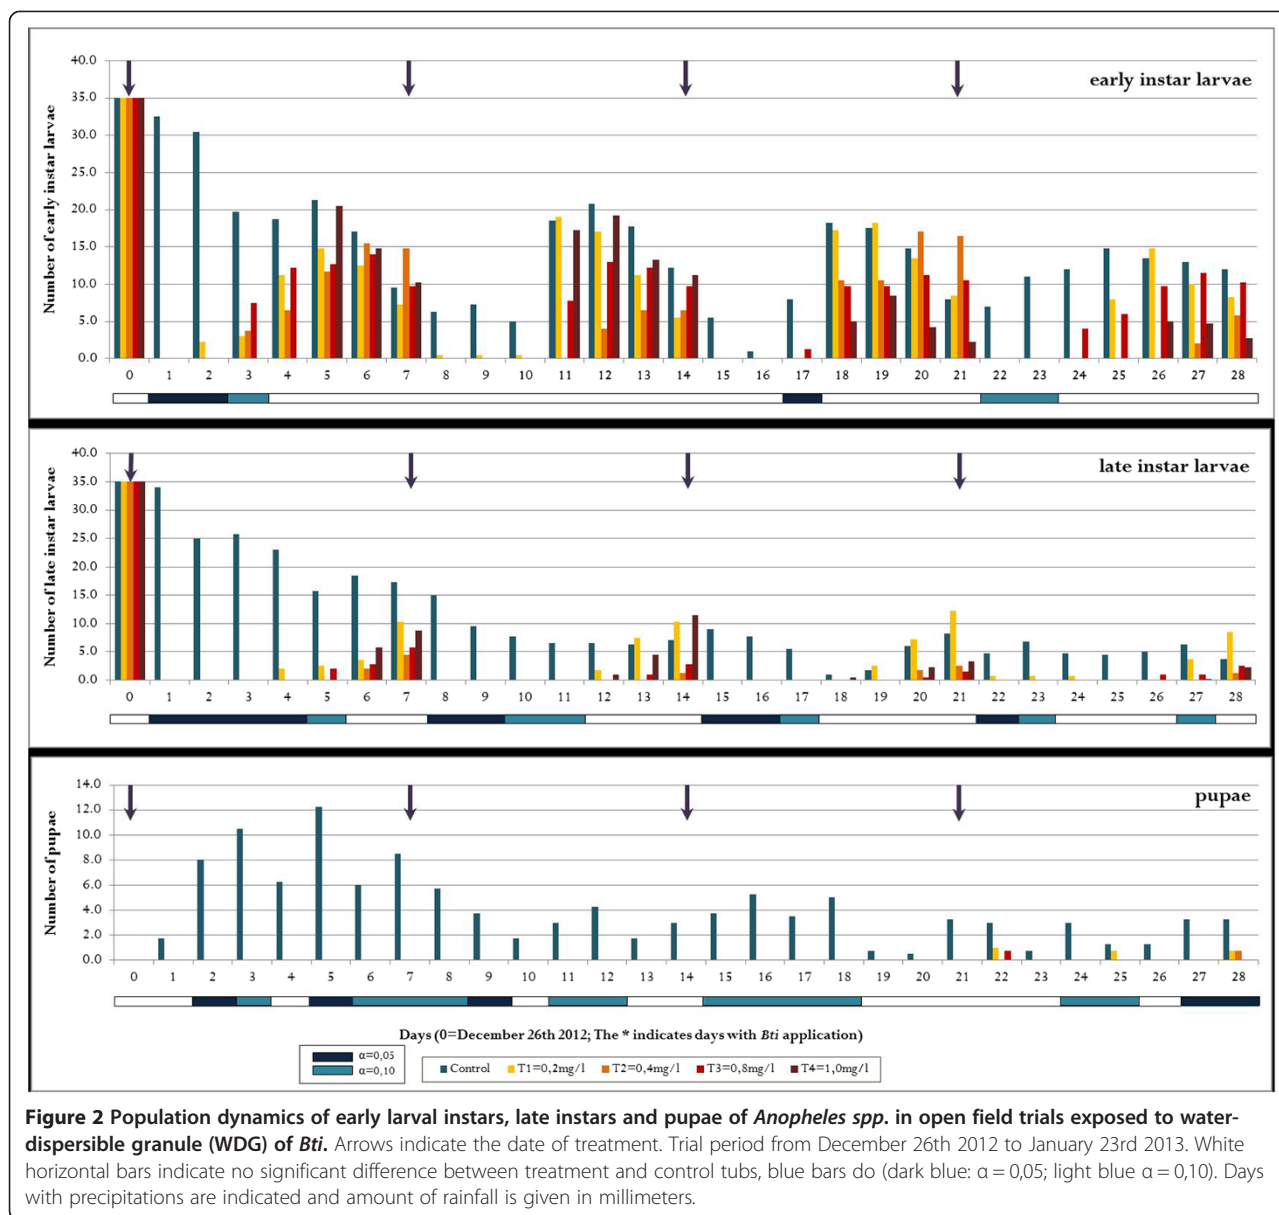 early instar larvae
Number of early instar larvae
40.0
35.0
30.0
25.0
20.0
15.0
10.0
5.0
0.0
0 1 2 3 4 5 6 7 8 9 10 11 12 13 14 15 16 17 18 19 20 21 22 23 24 25 26 27 28
late instar larvae
Number of late instar larvae
40.0
35.0
30.0
25.0
20.0
15.0
10.0
5.0
0.0
0 1 2 3 4 5 6 7 8 9 10 11 12 13 14 15 16 17 18 19 20 21 22 23 24 25 26 27 28
pupae
Number of pupae
14.0
12.0
10.0
8.0
6.0
4.0
2.0
0.0
0 1 2 3 4 5 6 7 8 9 10 11 12 13 14 15 16 17 18 19 20 21 22 23 24 25 26 27 28
Days (0=December 26th 2012; The * indicates days with Bti application)
α=0,05
α=0,10
Control T1=0,2mg/l T2=0,4mg/l T3=0,8mg/l T4=1,0mg/l
Figure 2 Population dynamics of early larval instars, late instars and pupae of Anopheles spp. in open field trials exposed to water-
dispersible granule (WDG) of Bti. Arrows indicate the date of treatment. Trial period from December 26th 2012 to January 23rd 2013. White
horizontal bars indicate no significant difference between treatment and control tubs, blue bars do (dark blue: α = 0,05; light blue α = 0,10). Days
with precipitations are indicated and amount of rainfall is given in millimeters.